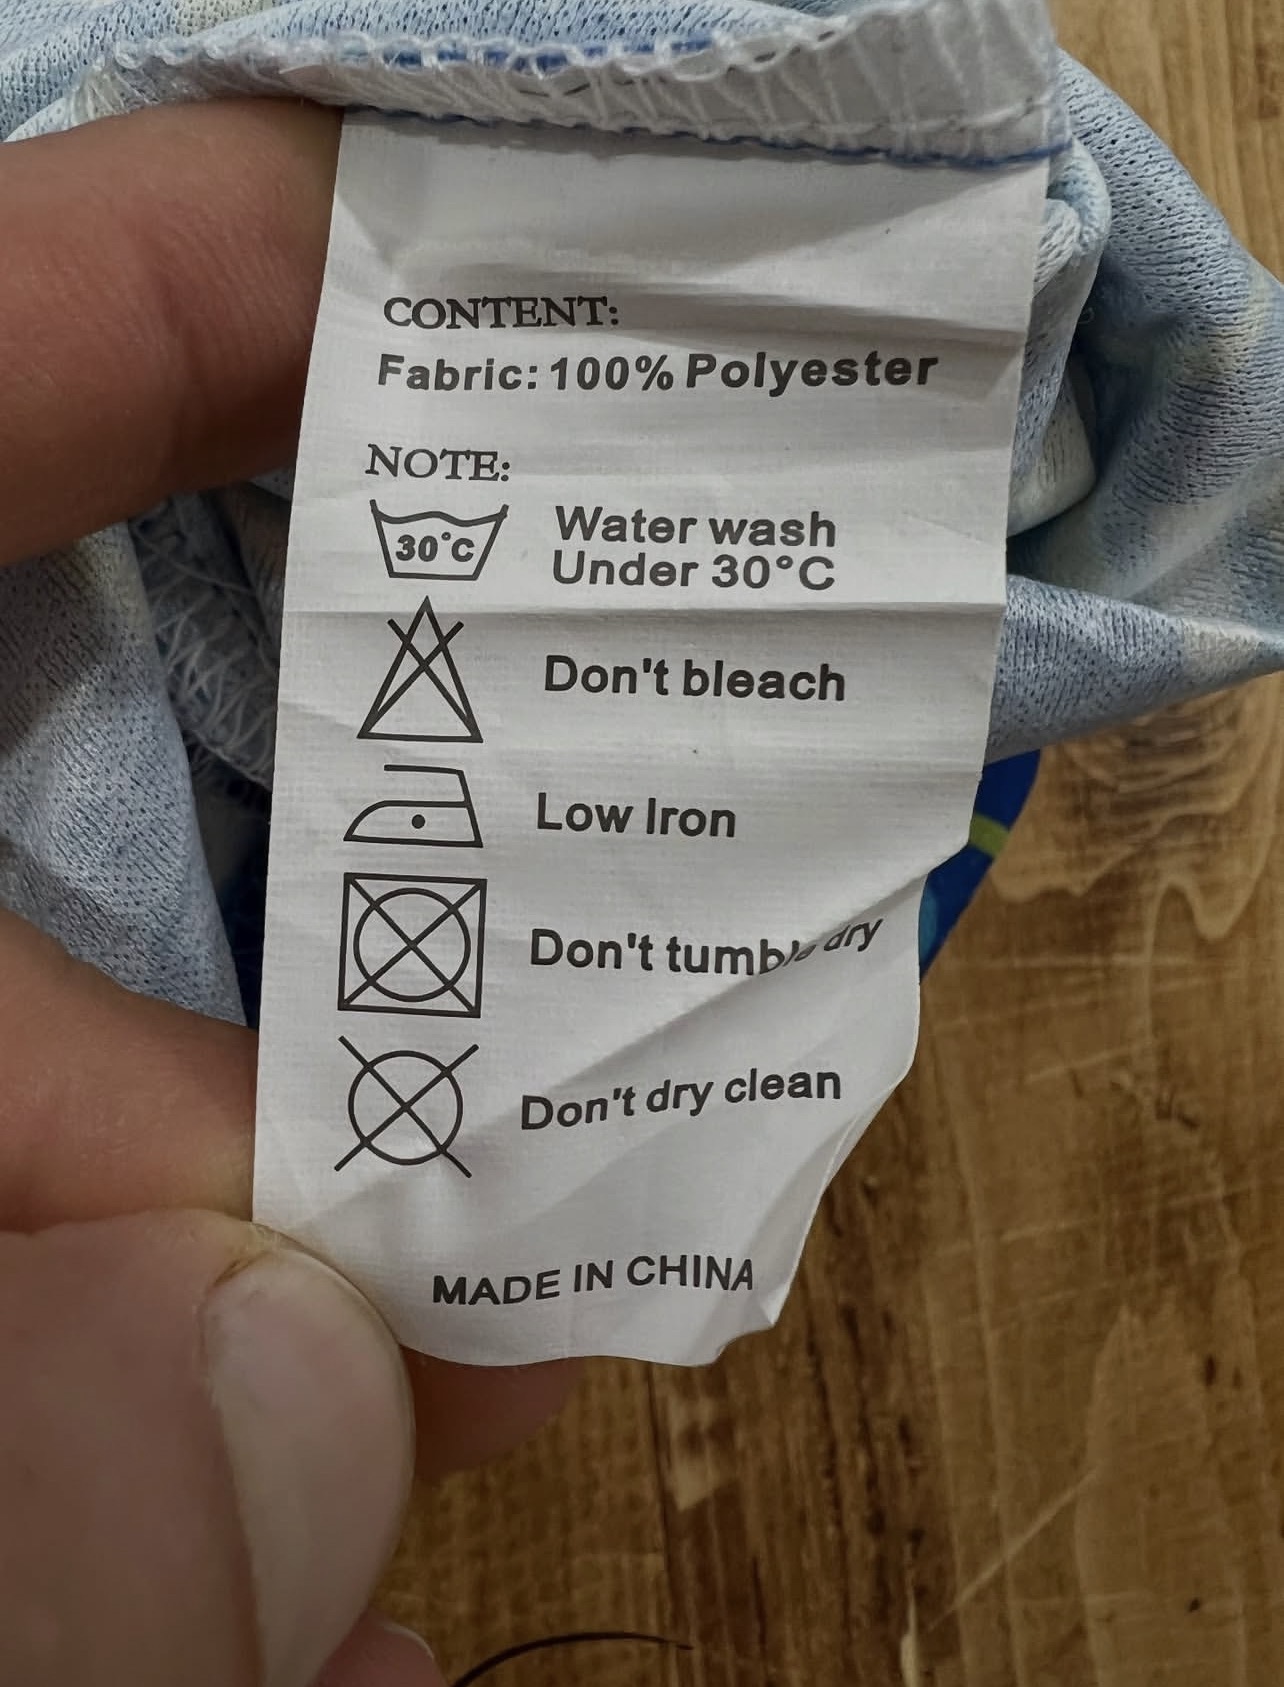 CONTENT:
Fabric: 100% Polyester
NOTE:
30°C
Water wash
Under 30°C
Don't bleach
Low Iron
Don't tumble dry
Don't dry clean
MADE IN CHINA